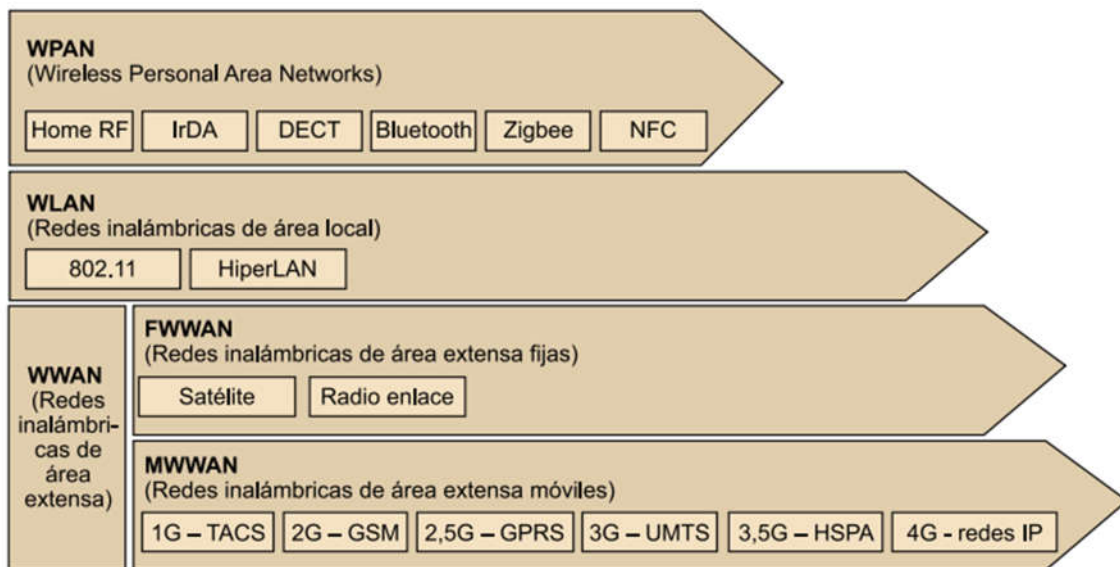 WPAN
(Wireless Personal Area Networks)
Home RF IrDA DECT Bluetooth Zigbee NFC
WLAN
(Redes inalámbricas de área local)
802.11 HiperLAN
WWAN
(Redes
inalámbri-
cas de
área
extensa)
FWWAN
(Redes inalámbricas de área extensa fijas)
Satélite Radio enlace
MWWAN
(Redes inalámbricas de área extensa móviles)
1G – TACS 2G – GSM 2,5G – GPRS 3G – UMTS 3,5G – HSPA 4G - redes IP